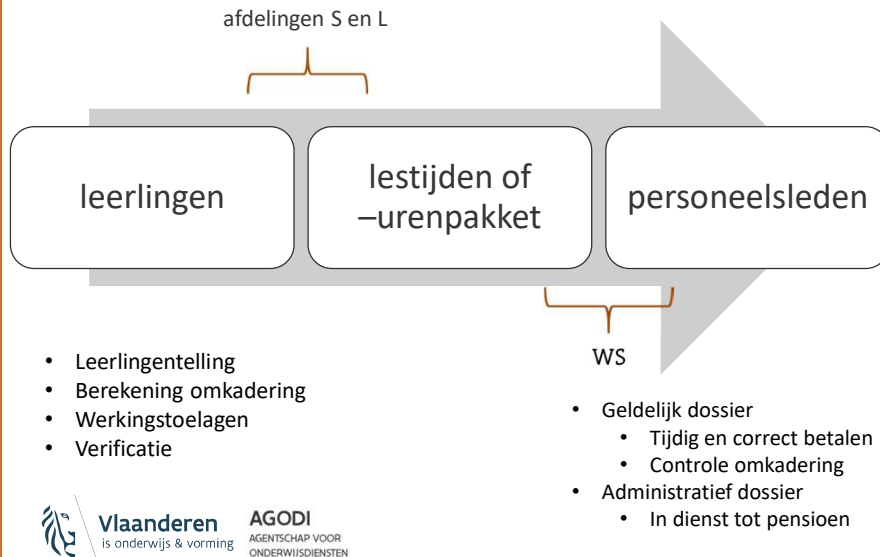 afdelingen S en L
leerlingen
lestijden of
–urenpakket
personeelsleden
WS
• Leerlingentelling
• Berekening omkadering
• Werkingstoelagen
• Verificatie
• Geldelijk dossier
• Tijdig en correct betalen
• Controle omkadering
• Administratief dossier
• In dienst tot pensioen
Vlaanderen
is onderwijs & vorming
AGODI
AGENTSCHAP VOOR
ONDERWIJSDIENSTEN